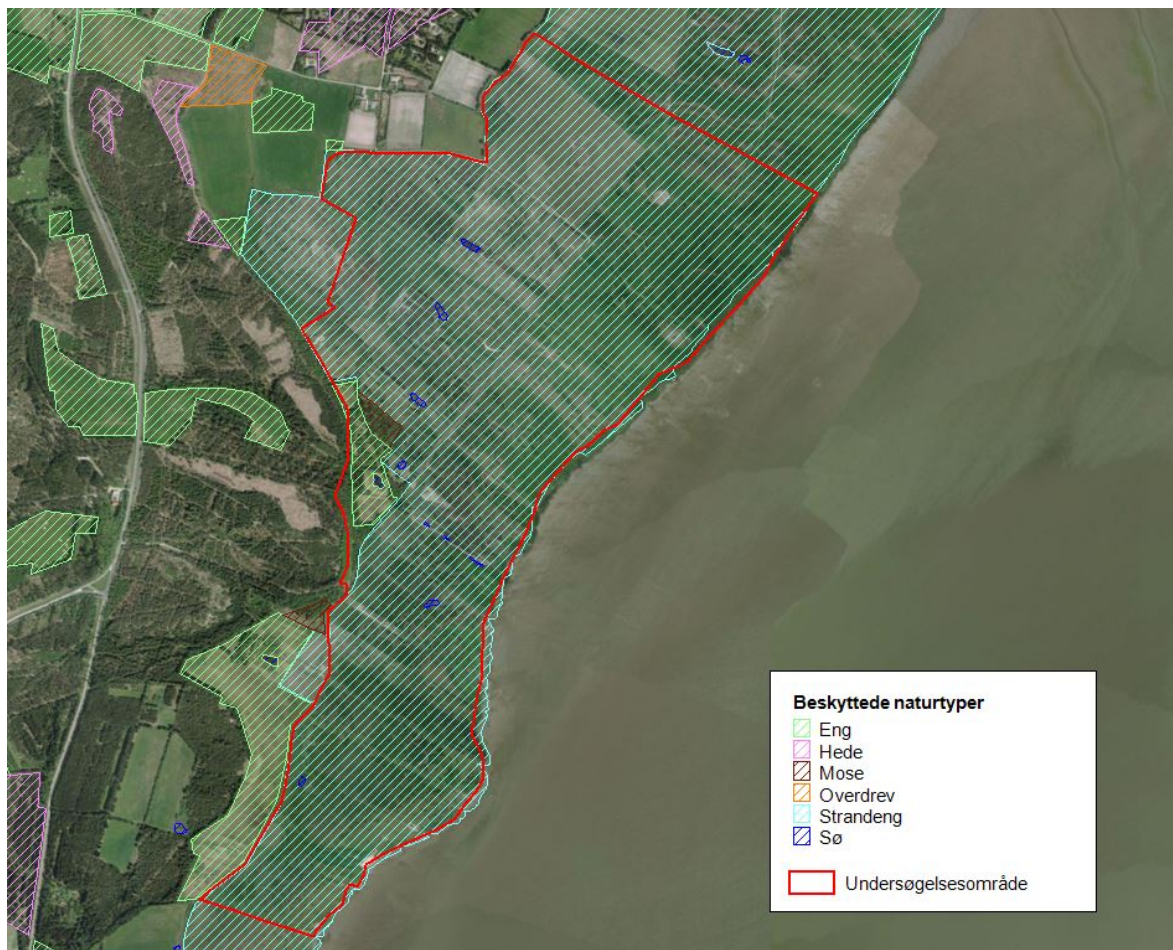 Beskyttede naturtyper
Eng
Hede
Mose
Overdrev
Strandeng
Sø
Undersøgelsesområde